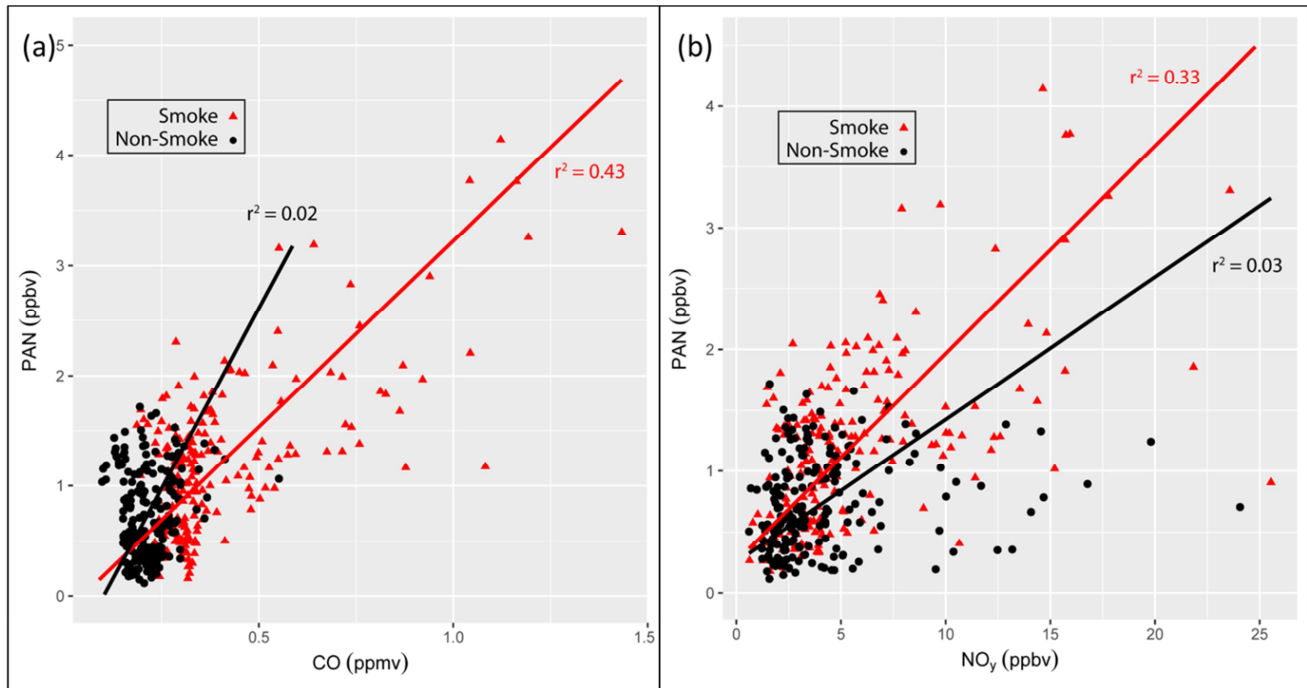 (a)
5
4
3
2
1
0
PAN (ppbv)
Smoke
Non-Smoke
r² = 0.02
r² = 0.43
0.5
1.0
1.5
CO (ppmv)
(b)
4
3
2
1
0
PAN (ppbv)
Smoke
Non-Smoke
r² = 0.33
r² = 0.03
0
5
10
15
20
25
NOy (ppbv)